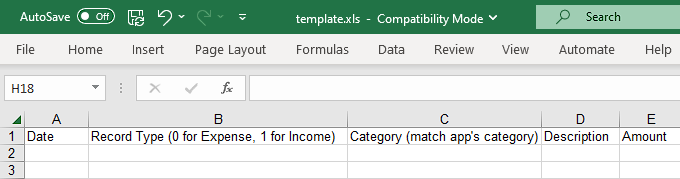 AutoSave Off template.xls - Compatibility Mode Search
File Home Insert Page Layout Formulas Data Review View Automate Help
H18 fx
A B C D E
1 Date Record Type (0 for Expense, 1 for Income) Category (match app's category) Description Amount
2
3